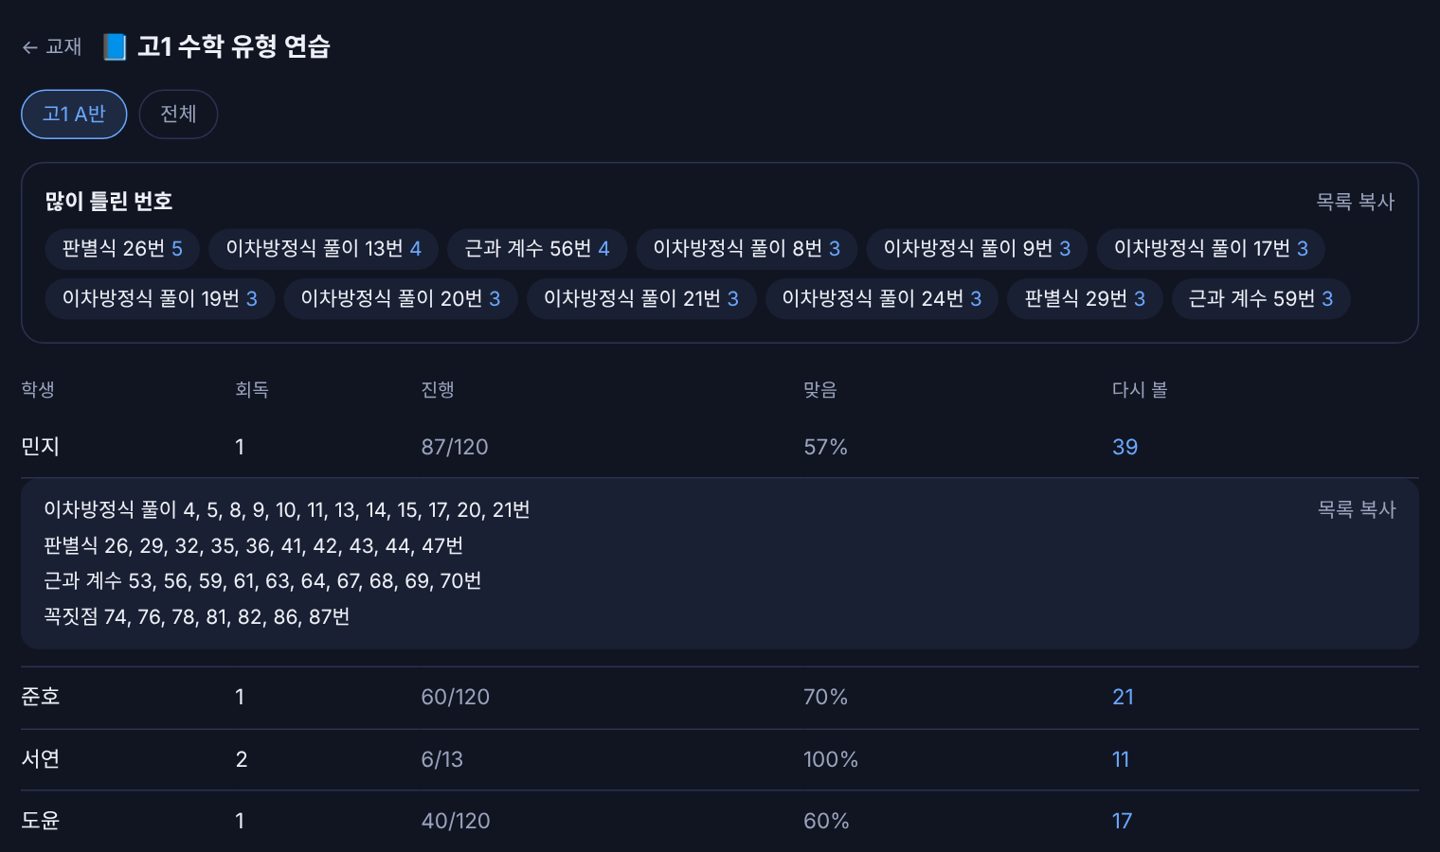 ← 교재 📘 고1 수학 유형 연습
고1 A반 전체
많이 틀린 번호 목록 복사
판별식 26번 5 이차방정식 풀이 13번 4 근과 계수 56번 4 이차방정식 풀이 8번 3 이차방정식 풀이 9번 3 이차방정식 풀이 17번 3
이차방정식 풀이 19번 3 이차방정식 풀이 20번 3 이차방정식 풀이 21번 3 이차방정식 풀이 24번 3 판별식 29번 3 근과 계수 59번 3
학생 회독 진행 맞음 다시 볼
민지 1 87/120 57% 39
이차방정식 풀이 4, 5, 8, 9, 10, 11, 13, 14, 15, 17, 20, 21번 목록 복사
판별식 26, 29, 32, 35, 36, 41, 42, 43, 44, 47번
근과 계수 53, 56, 59, 61, 63, 64, 67, 68, 69, 70번
꼭짓점 74, 76, 78, 81, 82, 86, 87번
준호 1 60/120 70% 21
서연 2 6/13 100% 11
도윤 1 40/120 60% 17